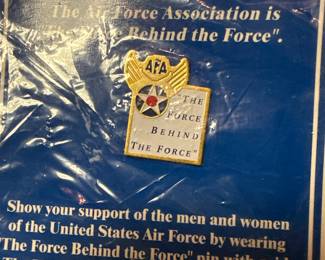 The Air Force Association is
Behind the Force".
AFA
"THE
FORCE
BEHIND
THE FORCE"
Show your support of the men and women
of the United States Air Force by wearing
"The Force Behind the Force" pin